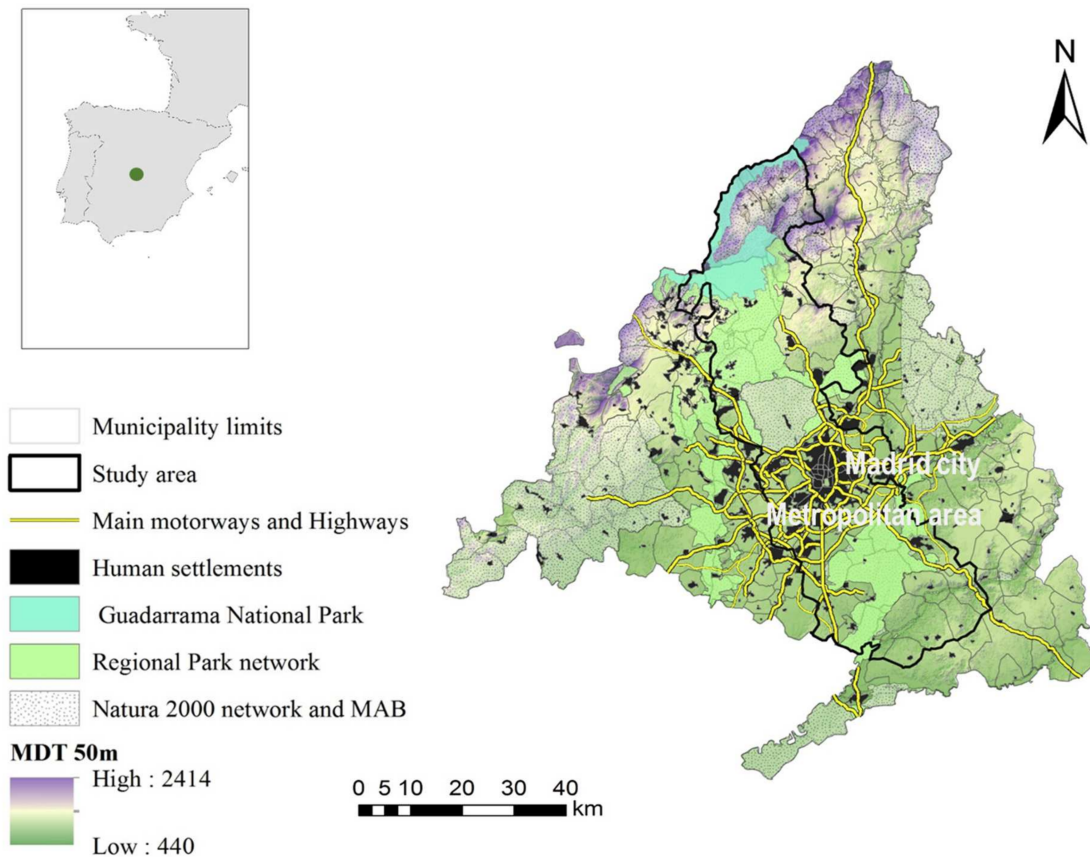 N
Municipality limits
Study area
Main motorways and Highways
Human settlements
Guadarrama National Park
Regional Park network
Natura 2000 network and MAB
MDT 50m
High : 2414
Low : 440
Madrid city
Metropolitan area
0 5 10 20 30 40
km